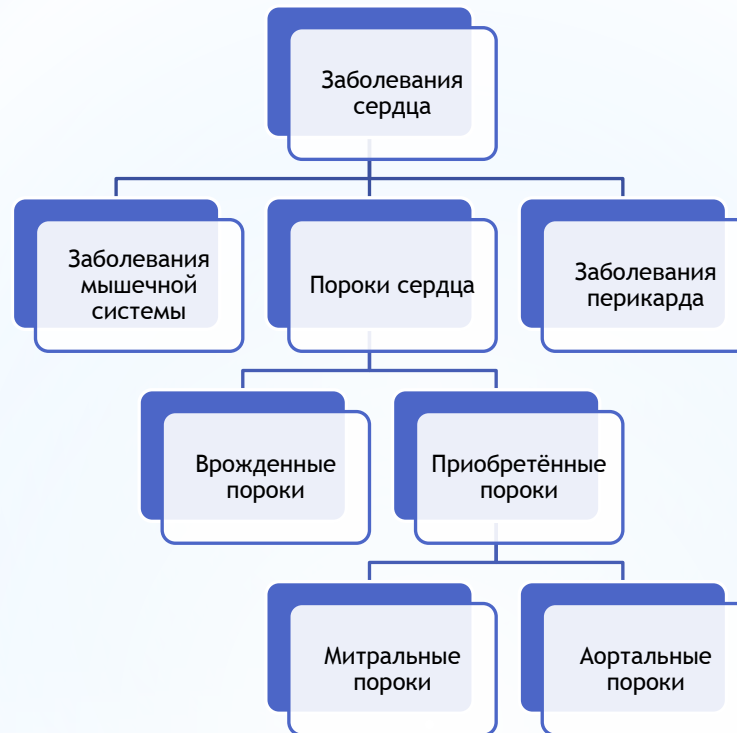 Заболевания
сердца
Заболевания
мышечной
системы
Пороки сердца
Заболевания
перикарда
Врожденные
пороки
Приобретённые
пороки
Митральные
пороки
Аортальные
пороки